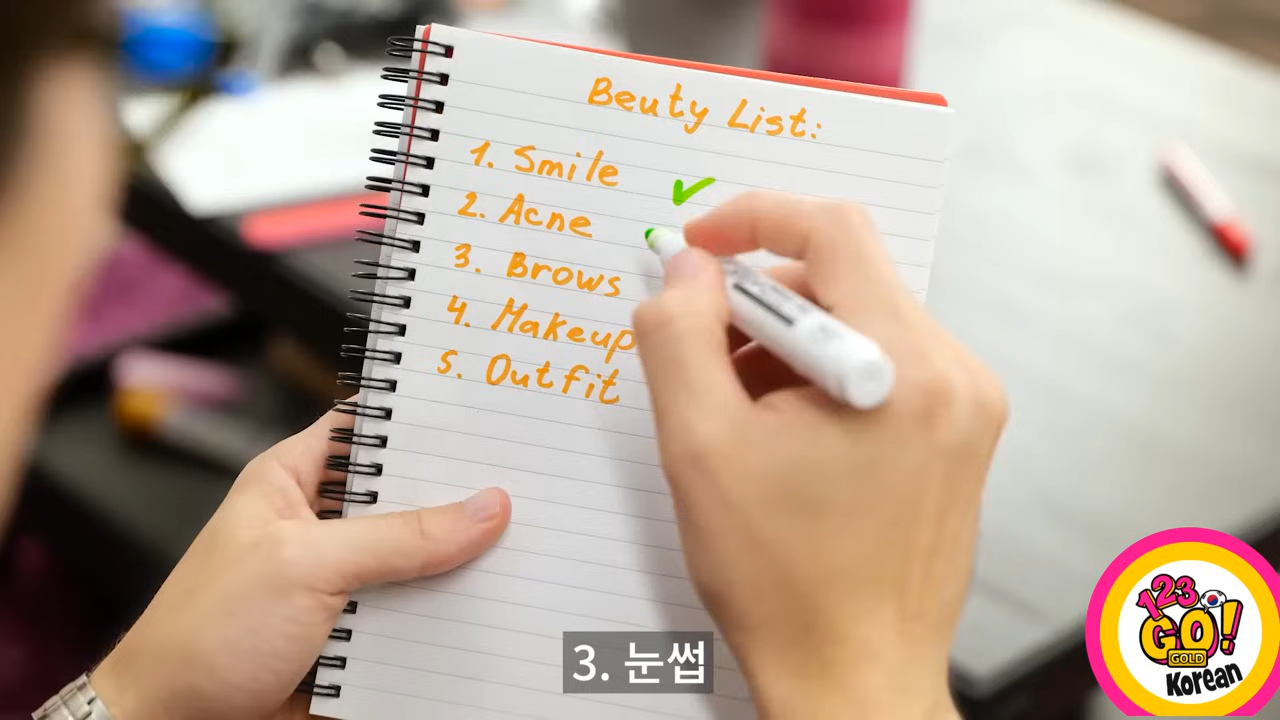 Beuty List:
1. Smile
2. Acne
3. Brows
4. Makeup
5. Outfit
3. 눈썹
123
GO!
GOLD
Korean